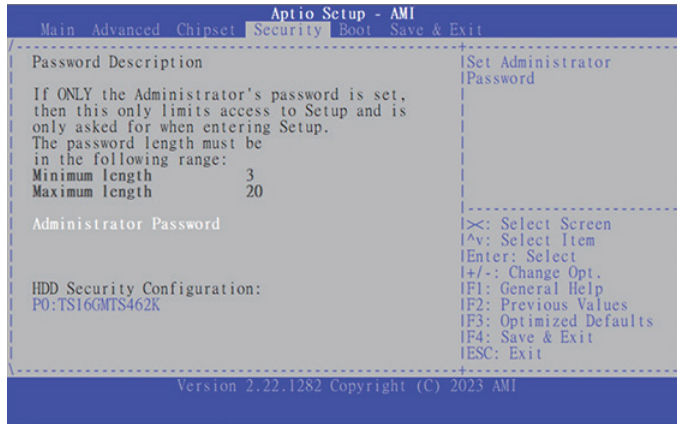 Aptio Setup - AMI
Main Advanced Chipset Security Boot Save & Exit
Password Description
If ONLY the Administrator's password is set,
then this only limits access to Setup and is
only asked for when entering Setup.
The password length must be
in the following range:
Minimum length 3
Maximum length 20
Administrator Password
HDD Security Configuration:
P0:TS16GMTS462K
Set Administrator
Password
><: Select Screen
^v: Select Item
Enter: Select
+/-: Change Opt.
F1: General Help
F2: Previous Values
F3: Optimized Defaults
F4: Save & Exit
ESC: Exit
Version 2.22.1282 Copyright (C) 2023 AMI